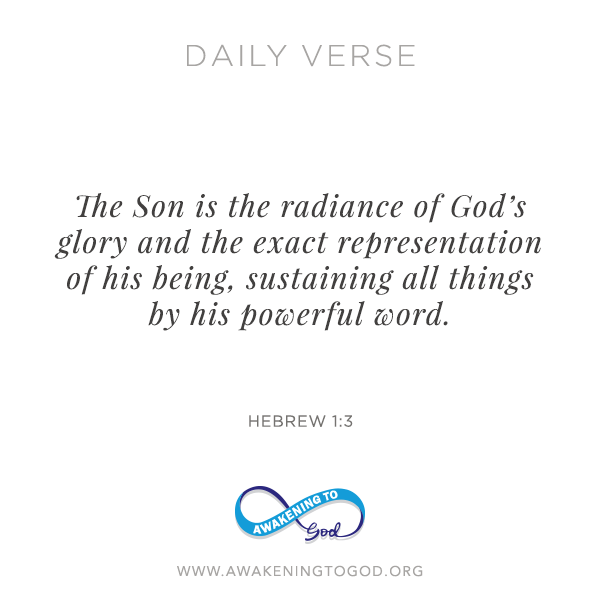 DAILY VERSE
The Son is the radiance of God’s
glory and the exact representation
of his being, sustaining all things
by his powerful word.
HEBREW 1:3
AWAKENING TO
God
WWW.AWAKENINGTOGOD.ORG